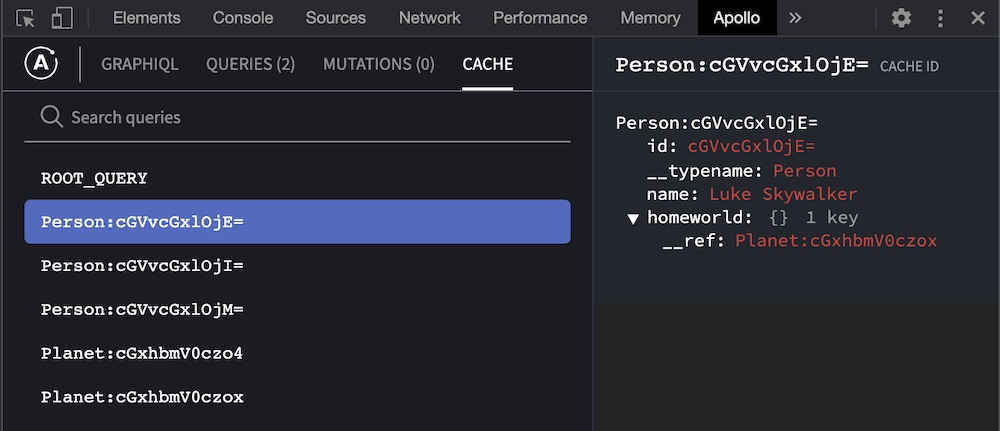 Elements Console Sources Network Performance Memory Apollo »
GRAPHIQL QUERIES (2) MUTATIONS (0) CACHE
Search queries
ROOT_QUERY
Person:cGVvcGxlOjE=
Person:cGVvcGxlOjI=
Person:cGVvcGxlOjM=
Planet:cGxhbmV0czo4
Planet:cGxhbmV0czox
Person:cGVvcGxlOjE= CACHE ID
Person:cGVvcGxlOjE=
id: cGVvcGxlOjE=
__typename: Person
name: Luke Skywalker
▼ homeworld: {} 1 key
__ref: Planet:cGxhbmV0czox